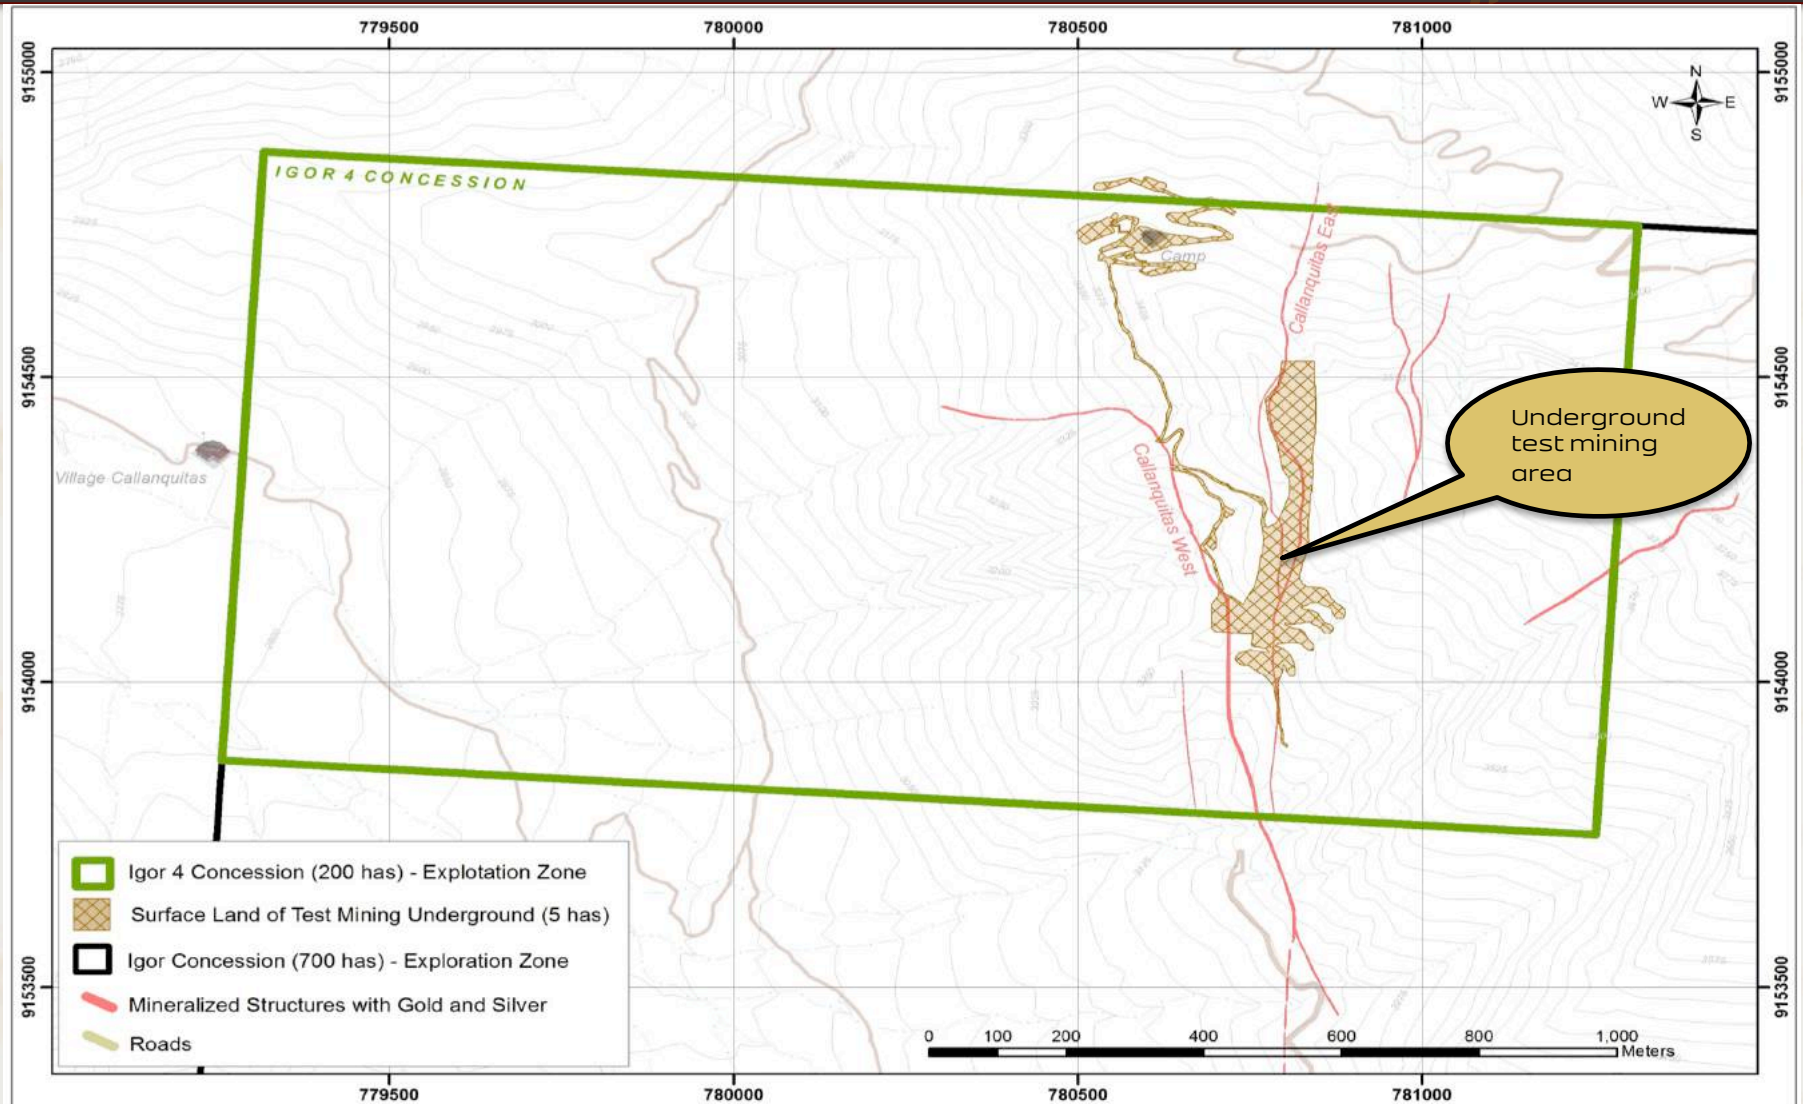 779500 780000 780500 781000
9155000 9155000
N
W E
S
IGOR 4 CONCESSION
Camp
Callanquitas East
9154500 9154500
Underground
test mining
area
Village Callanquitas
Callanquitas West
9154000 9154000
Igor 4 Concession (200 has) - Explotation Zone
Surface Land of Test Mining Underground (5 has)
Igor Concession (700 has) - Exploration Zone
Mineralized Structures with Gold and Silver
Roads
9153500 9153500
0 100 200 400 600 800 1,000
Meters
779500 780000 780500 781000